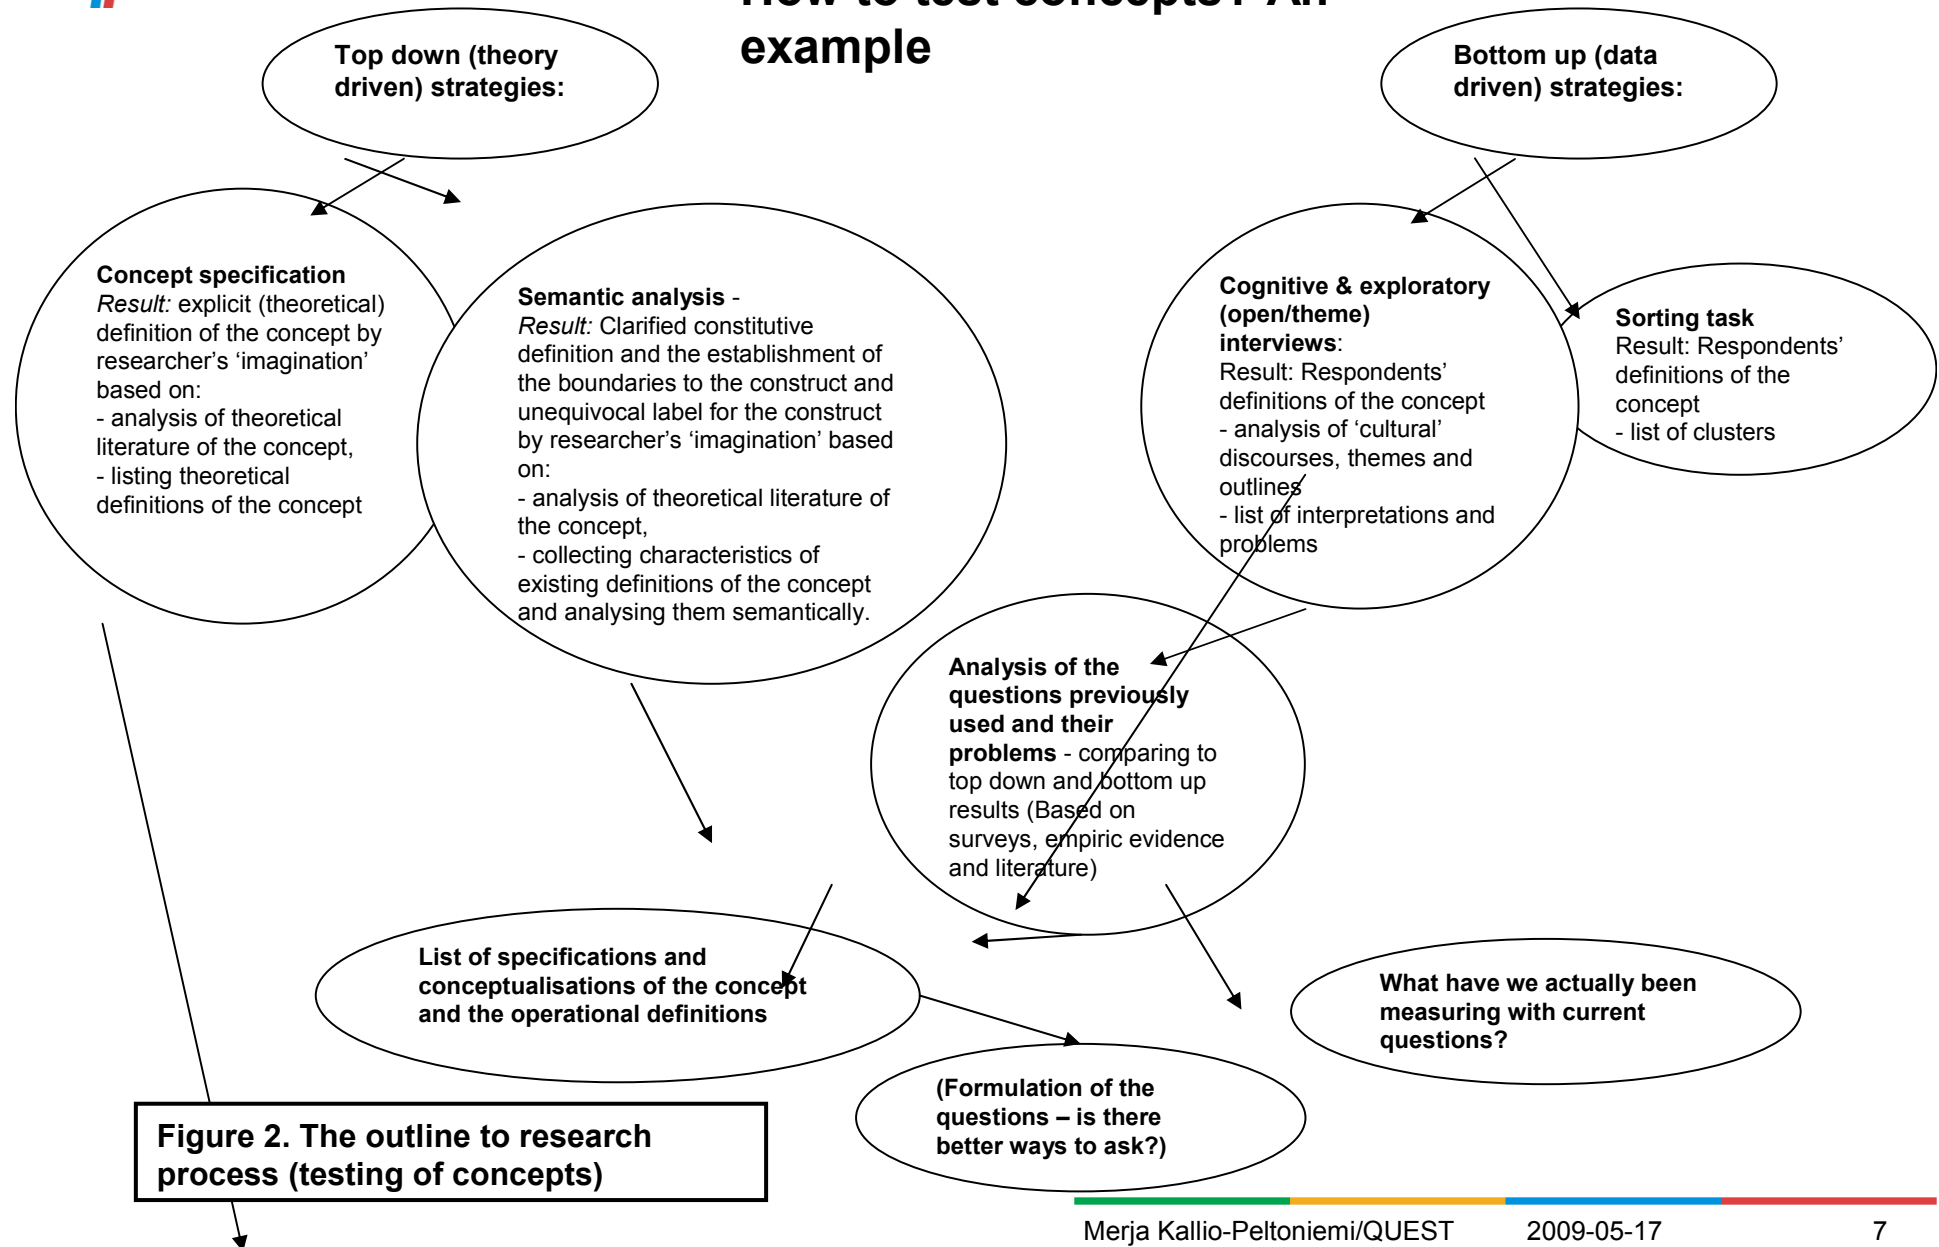 How to test concepts? An
example
Top down (theory
driven) strategies:
Bottom up (data
driven) strategies:
Concept specification
Result: explicit (theoretical)
definition of the concept by
researcher's 'imagination'
based on:
- analysis of theoretical
literature of the concept,
- listing theoretical
definitions of the concept
Semantic analysis -
Result: Clarified constitutive
definition and the establishment of
the boundaries to the construct and
unequivocal label for the construct
by researcher's 'imagination' based
on:
- analysis of theoretical literature of
the concept,
- collecting characteristics of
existing definitions of the concept
and analysing them semantically.
Cognitive & exploratory
(open/theme)
interviews:
Result: Respondents'
definitions of the concept
- analysis of 'cultural'
discourses, themes and
outlines
- list of interpretations and
problems
Sorting task
Result: Respondents'
definitions of the
concept
- list of clusters
Analysis of the
questions previously
used and their
problems - comparing to
top down and bottom up
results (Based on
surveys, empiric evidence
and literature)
List of specifications and
conceptualisations of the concept
and the operational definitions
What have we actually been
measuring with current
questions?
(Formulation of the
questions – is there
better ways to ask?)
Figure 2. The outline to research
process (testing of concepts)
Merja Kallio-Peltoniemi/QUEST 2009-05-17 7